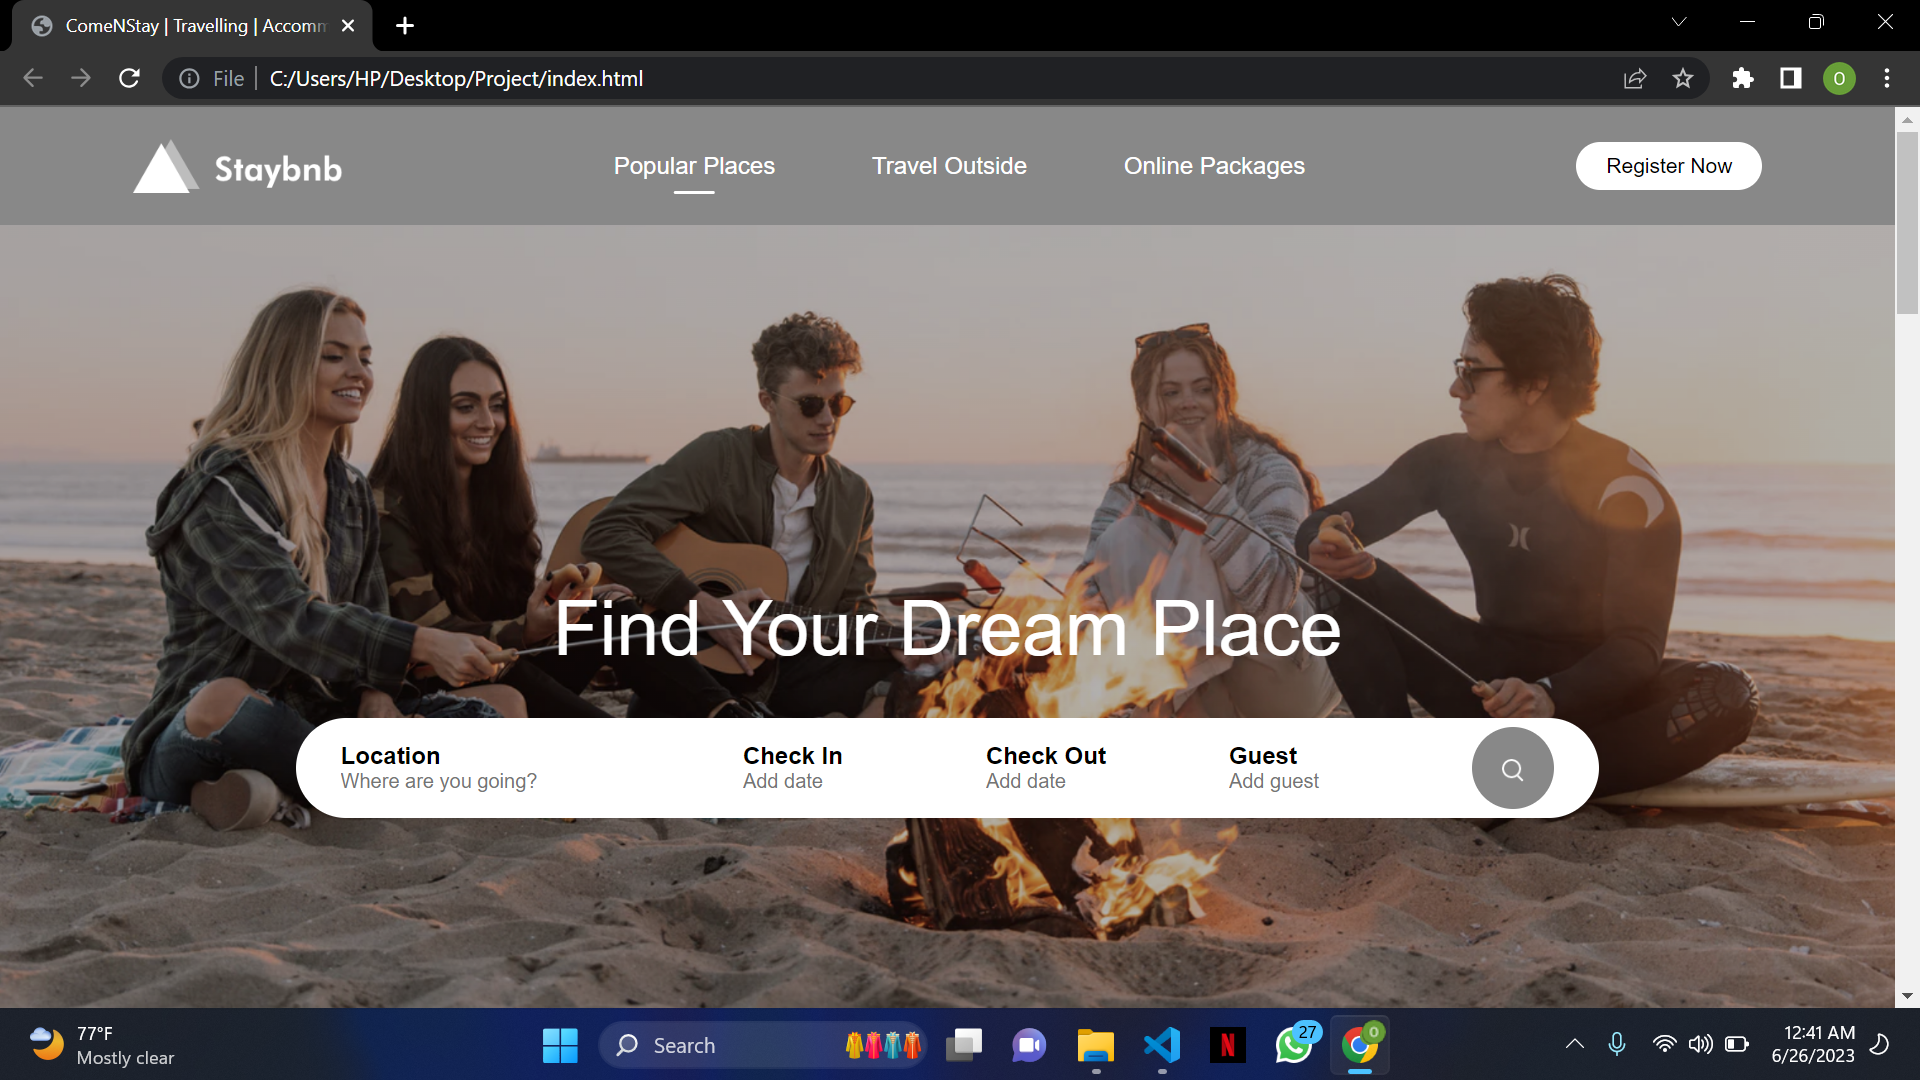 ComeNStay | Travelling | Accomm
File
C:/Users/HP/Desktop/Project/index.html
O
Staybnb
Popular Places
Travel Outside
Online Packages
Register Now
Find Your Dream Place
Location
Where are you going?
Check In
Add date
Check Out
Add date
Guest
Add guest
77°F
Mostly clear
Search
N
27
O
12:41 AM
6/26/2023